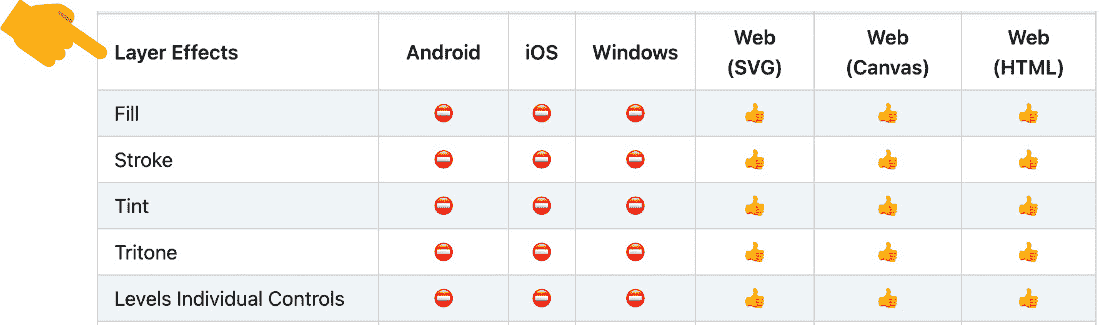 Layer Effects Android iOS Windows Web (SVG) Web (Canvas) Web (HTML)
Fill ⛔ ⛔ ⛔ 👍 👍 👍
Stroke ⛔ ⛔ ⛔ 👍 👍 👍
Tint ⛔ ⛔ ⛔ 👍 👍 👍
Tritone ⛔ ⛔ ⛔ 👍 👍 👍
Levels Individual Controls ⛔ ⛔ ⛔ 👍 👍 👍